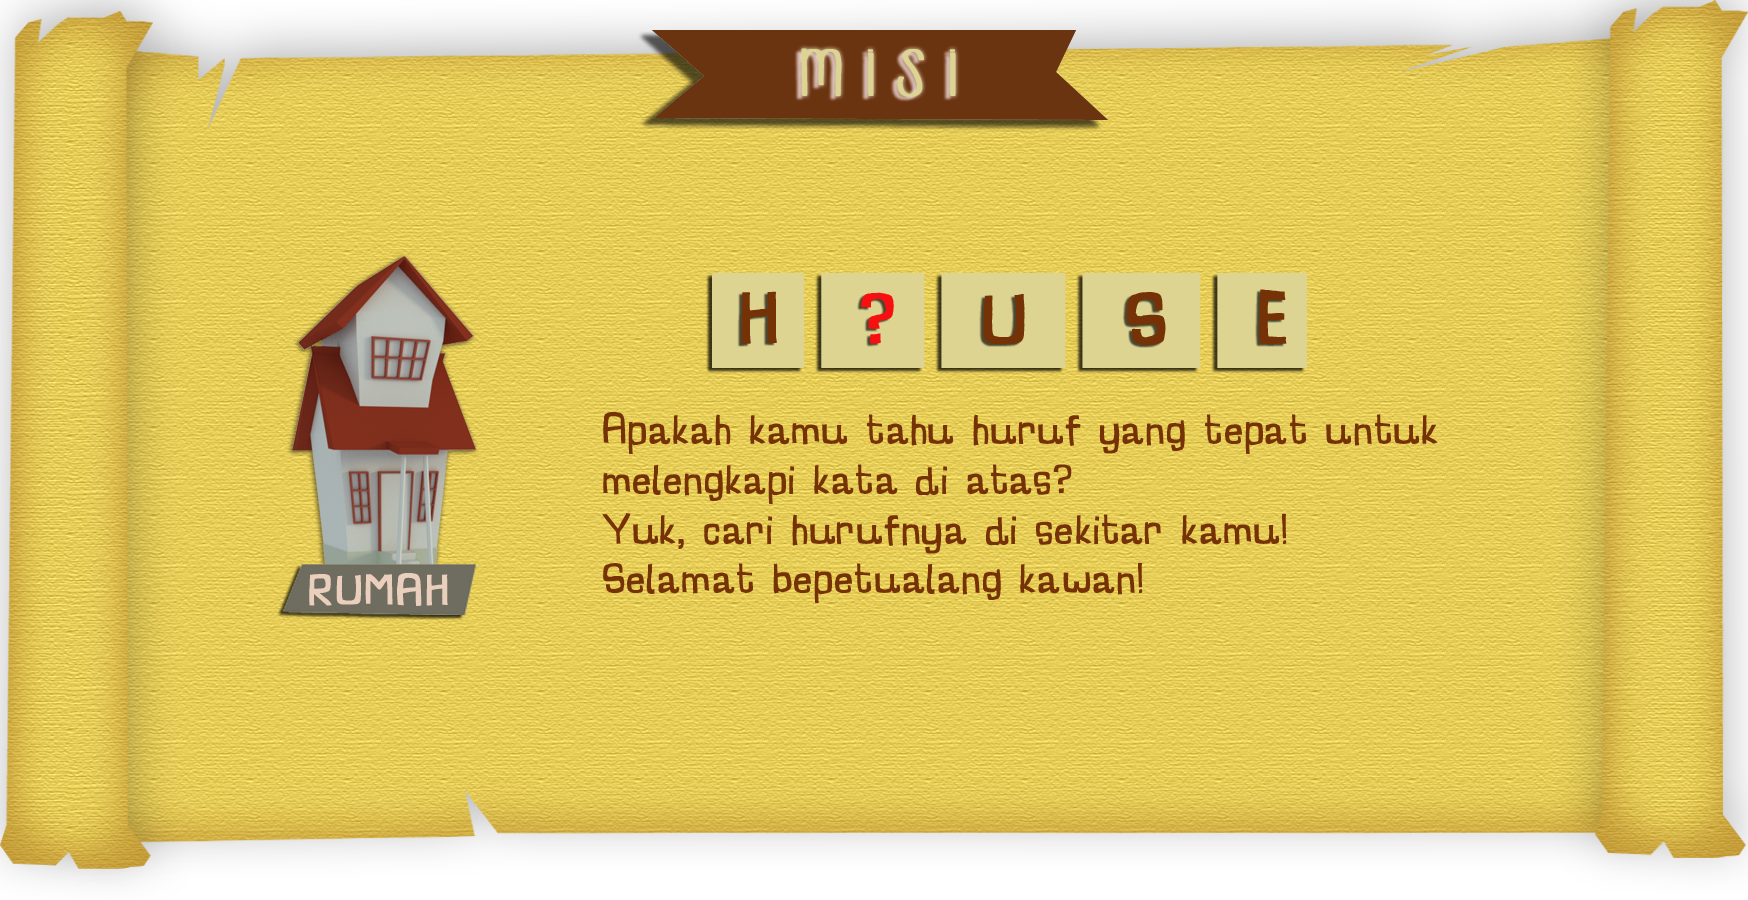 MISI
H ? U S E
Apakah kamu tahu huruf yang tepat untuk
melengkapi kata di atas?
Yuk, cari hurufnya di sekitar kamu!
Selamat bepetualang kawan!
RUMAH